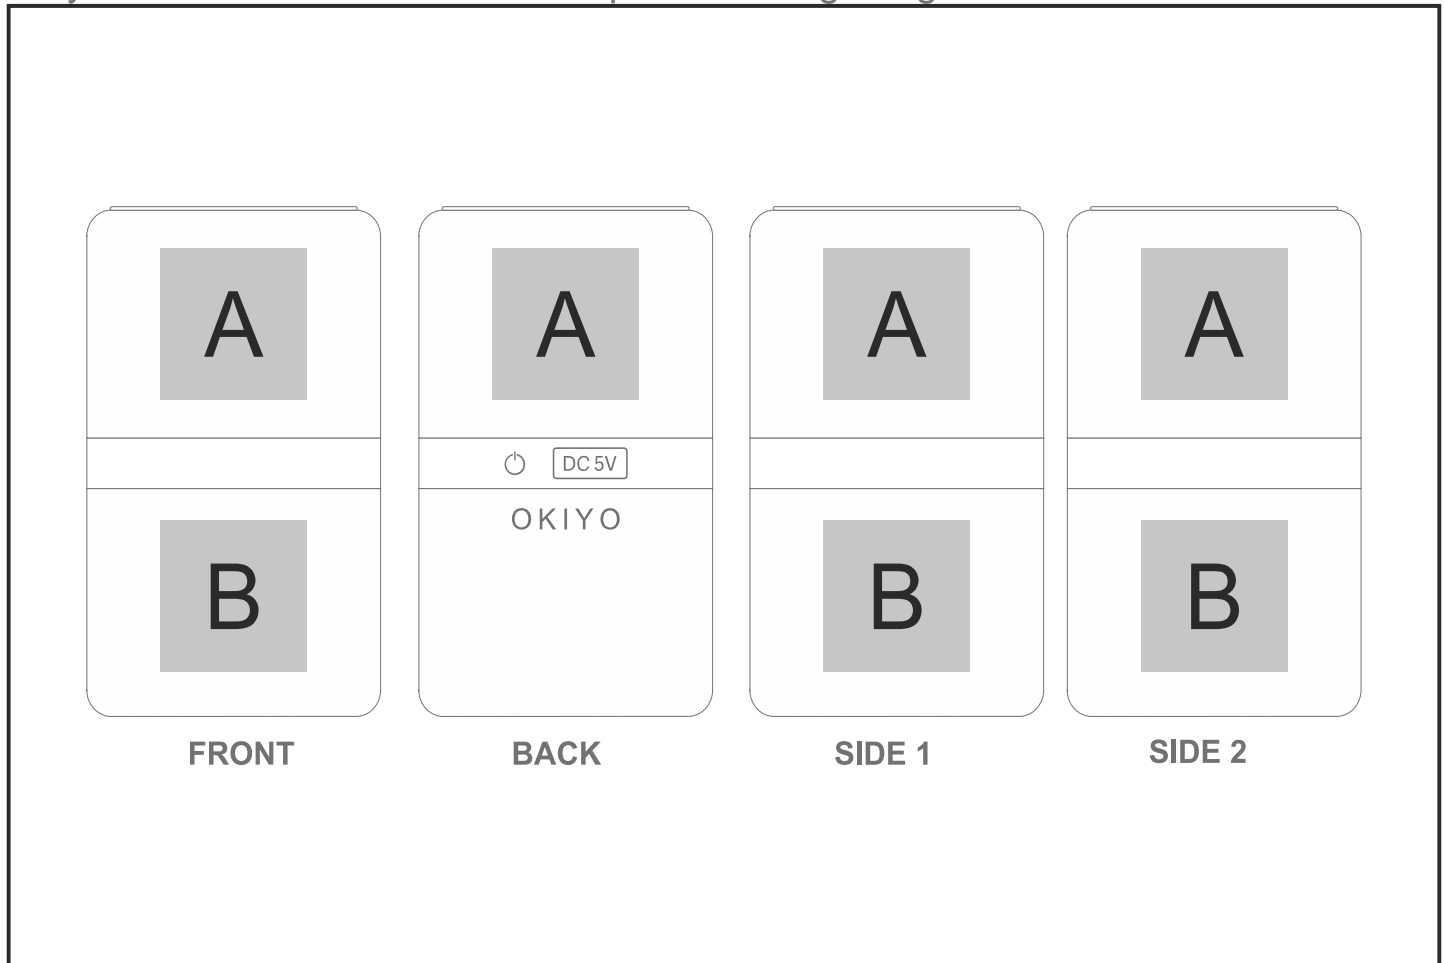 A A A A
DC 5V
OKIYO
B B B
FRONT BACK SIDE 1 SIDE 2